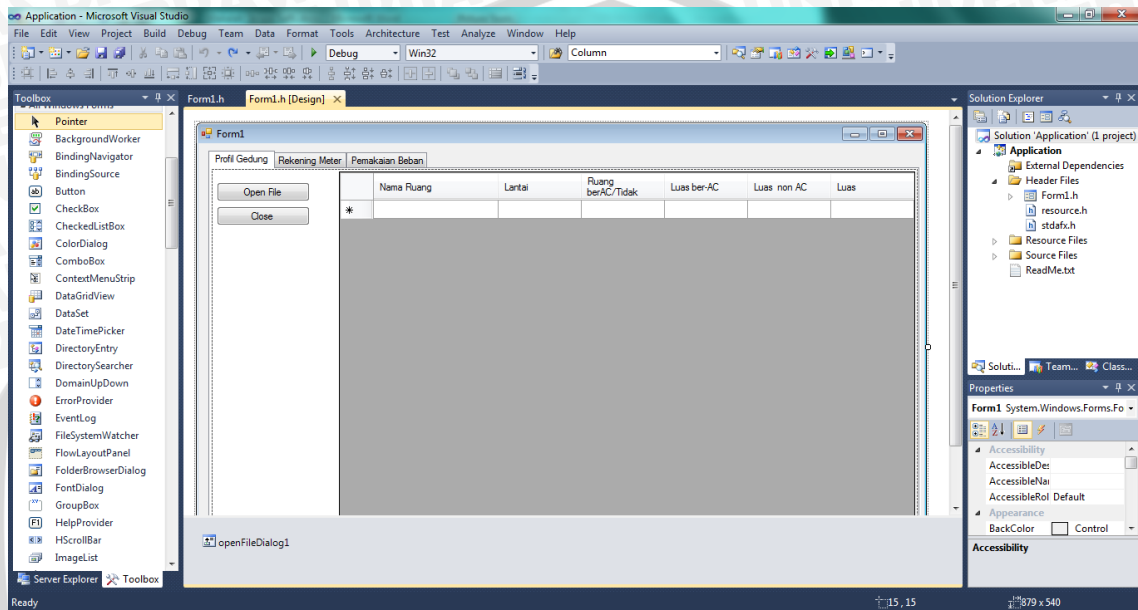 Application - Microsoft Visual Studio
File Edit View Project Build Debug Team Data Format Tools Architecture Test Analyze Window Help
Debug Win32 Column
Toolbox
Pointer
BackgroundWorker
BindingNavigator
BindingSource
Button
CheckBox
CheckedListBox
ColorDialog
ComboBox
ContextMenuStrip
DataGridView
DataSet
DateTimePicker
DirectoryEntry
DirectorySearcher
DomainUpDown
ErrorProvider
EventLog
FileSystemWatcher
FlowLayoutPanel
FolderBrowserDialog
FontDialog
GroupBox
HelpProvider
HScrollBar
ImageList
Server Explorer Toolbox
Form1.h Form1.h [Design]
Form1
Profil Gedung Rekening Meter Pemakaian Beban
Open File
Close
Nama Ruang Lantai Ruang berAC/Tidak Luas ber-AC Luas non AC Luas
openFileDialog1
Solution Explorer
Solution 'Application' (1 project)
Application
External Dependencies
Header Files
Form1.h
resource.h
stdafx.h
Resource Files
Source Files
ReadMe.txt
Soluti... Team... Class...
Properties
Form1 System.Windows.Forms.Fo
Accessibility
AccessibleDes
AccessibleNa
AccessibleRol Default
Appearance
BackColor Control
Accessibility
Ready 15 , 15 879 x 540